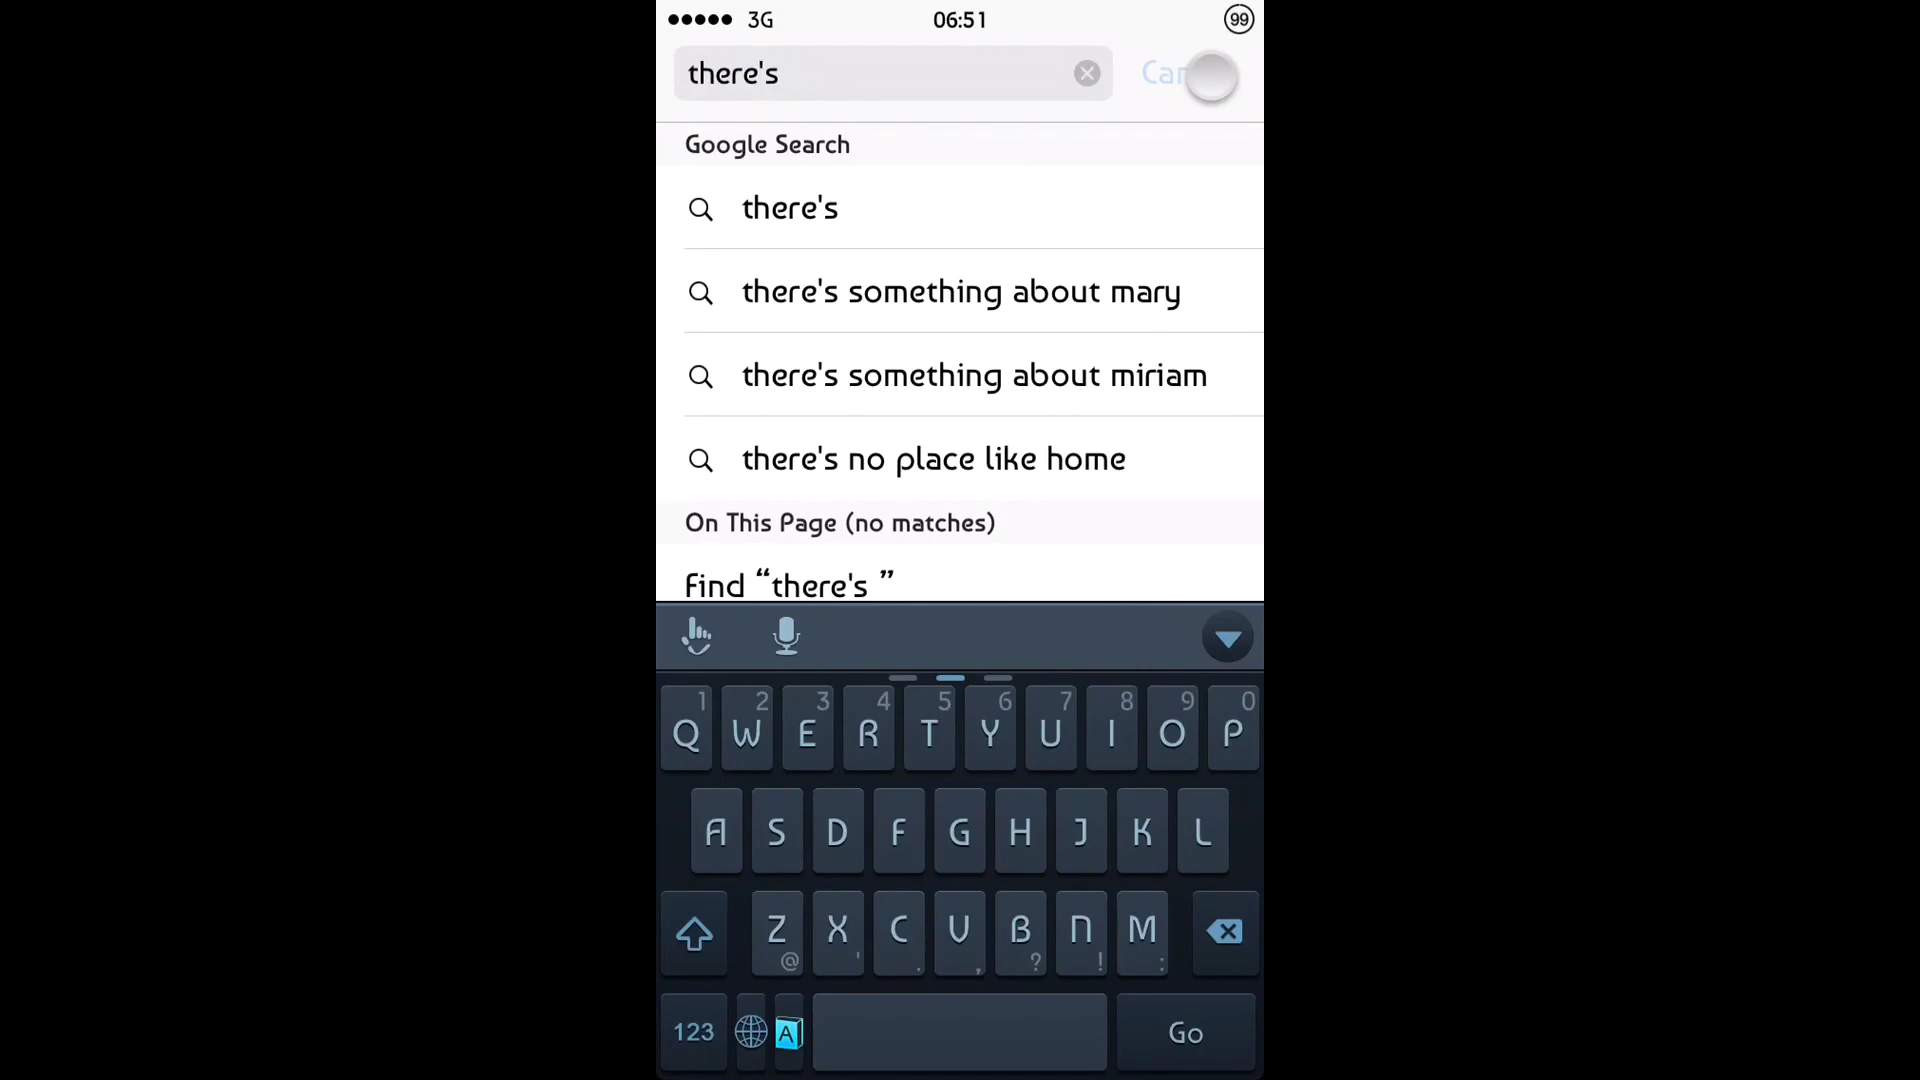 3G 06:51 99
there's
Google Search
there's
there's something about mary
there's something about miriam
there's no place like home
On This Page (no matches)
Find “there's ”
1 2 3 4 5 6 7 8 9 0
Q W E R T Y U I O P
A S D F G H J K L
Z X C V B N M
@ ' . , ? ! :
123 A Go